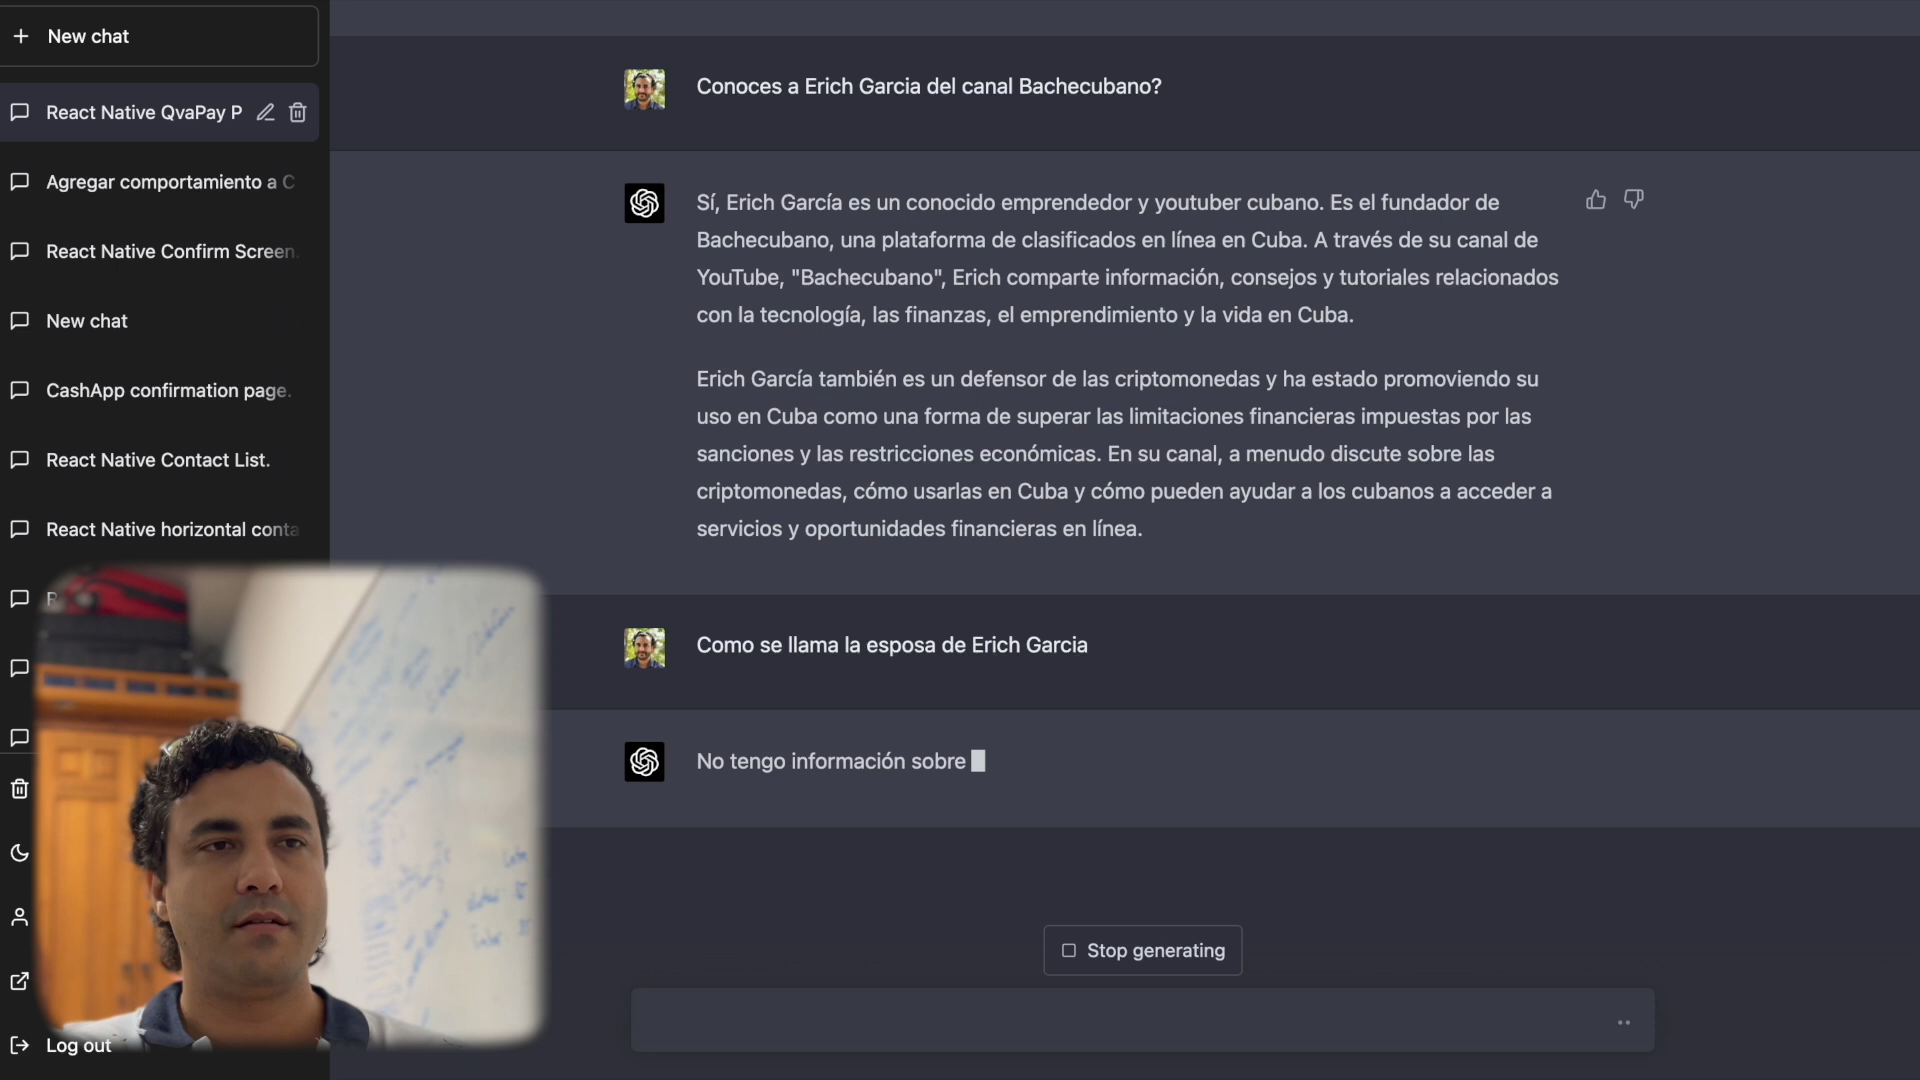 New chat
React Native QvaPay P
Agregar comportamiento a C
React Native Confirm Screen.
New chat
CashApp confirmation page.
React Native Contact List.
React Native horizontal conta
Log out
Conoces a Erich Garcia del canal Bachecubano?
Sí, Erich García es un conocido emprendedor y youtuber cubano. Es el fundador de
Bachecubano, una plataforma de clasificados en línea en Cuba. A través de su canal de
YouTube, "Bachecubano", Erich comparte información, consejos y tutoriales relacionados
con la tecnología, las finanzas, el emprendimiento y la vida en Cuba.
Erich García también es un defensor de las criptomonedas y ha estado promoviendo su
uso en Cuba como una forma de superar las limitaciones financieras impuestas por las
sanciones y las restricciones económicas. En su canal, a menudo discute sobre las
criptomonedas, cómo usarlas en Cuba y cómo pueden ayudar a los cubanos a acceder a
servicios y oportunidades financieras en línea.
Como se llama la esposa de Erich Garcia
No tengo información sobre
Stop generating